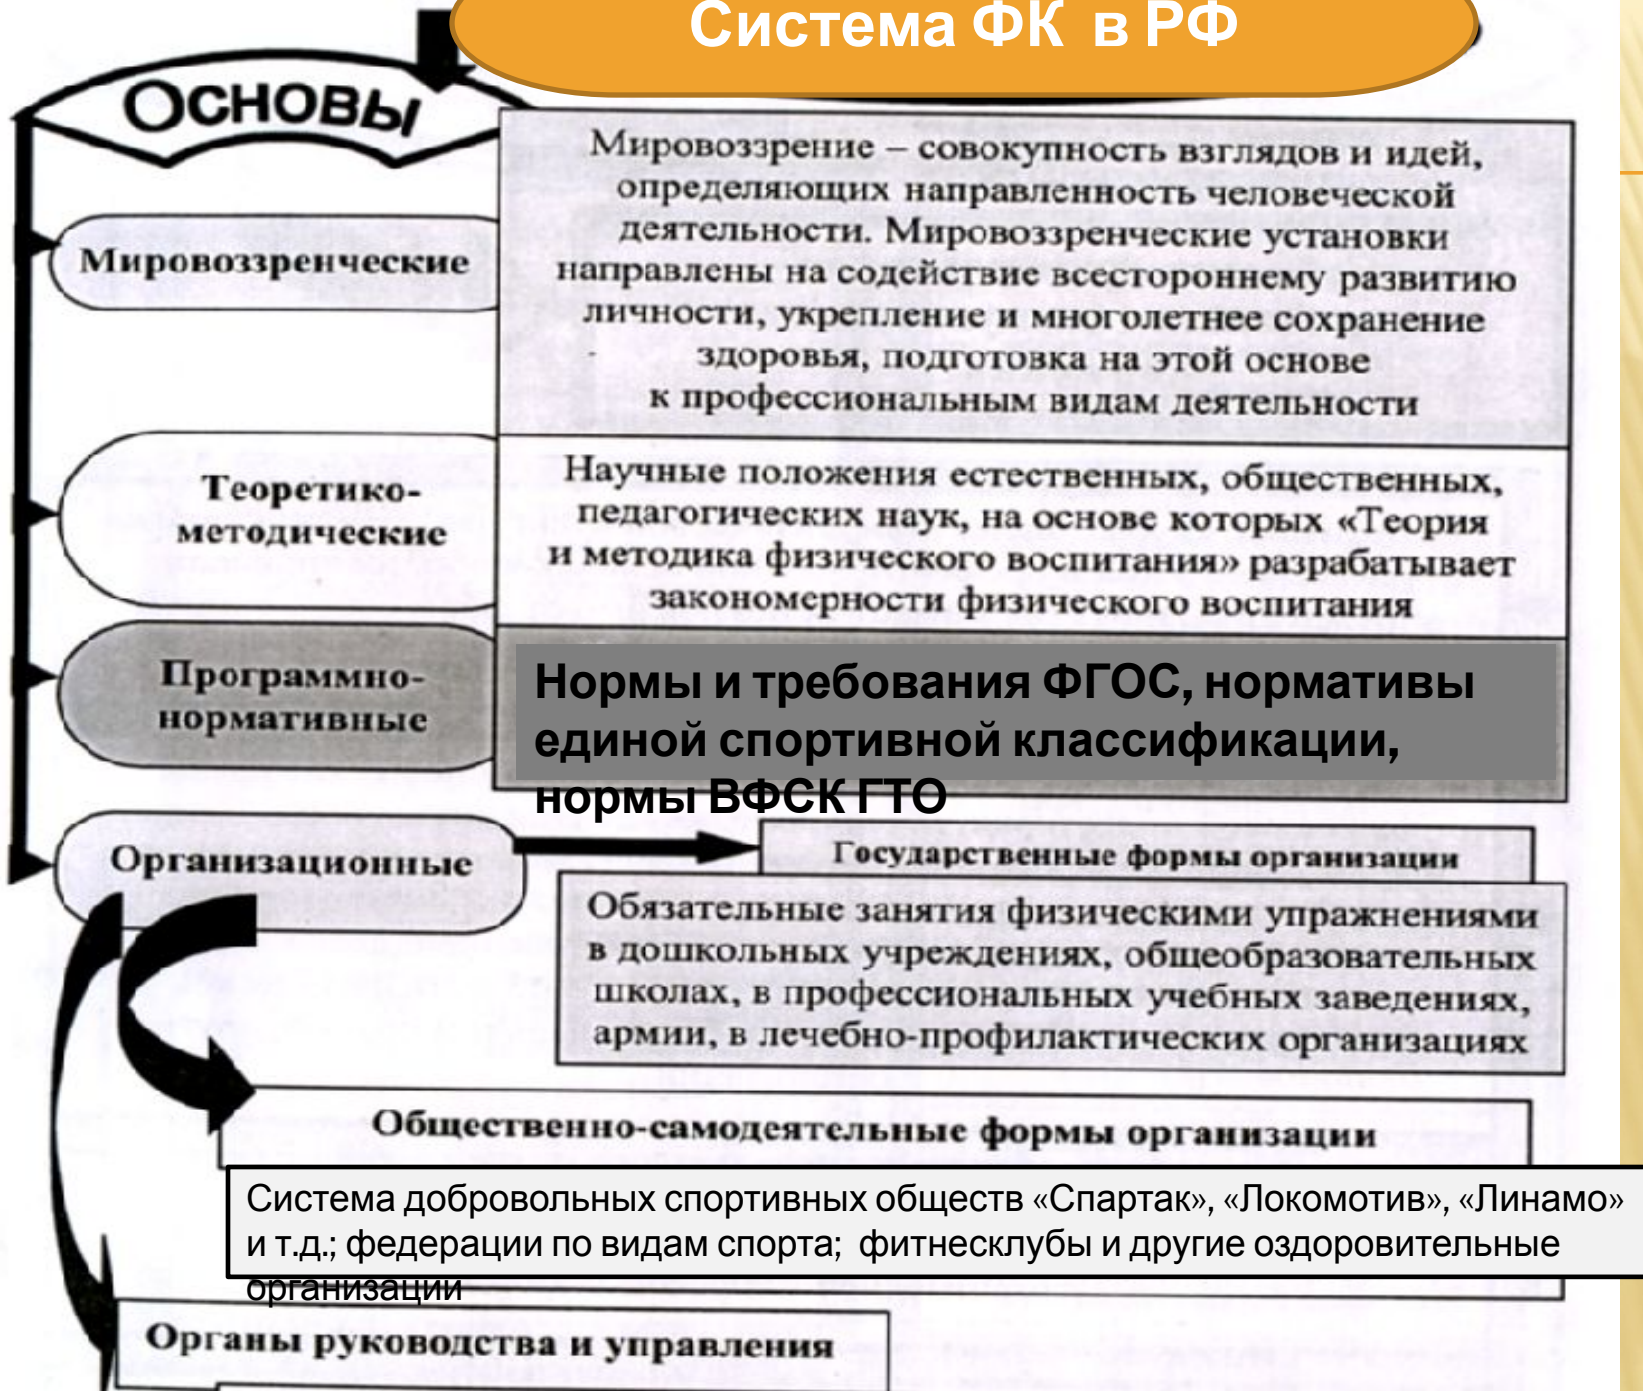 Система ФК в РФ
Основы
Мировоззренческие
Мировоззрение – совокупность взглядов и идей,
определяющих направленность человеческой
деятельности. Мировоззренческие установки
направлены на содействие всестороннему развитию
личности, укрепление и многолетнее сохранение
здоровья, подготовка на этой основе
к профессиональным видам деятельности
Теоретико-
методические
Научные положения естественных, общественных,
педагогических наук, на основе которых «Теория
и методика физического воспитания» разрабатывает
закономерности физического воспитания
Программно-
нормативные
Нормы и требования ФГОС, нормативы
единой спортивной классификации,
нормы ВФСК ГТО
Организационные
Государственные формы организации
Обязательные занятия физическими упражнениями
в дошкольных учреждениях, общеобразовательных
школах, в профессиональных учебных заведениях,
армии, в лечебно-профилактических организациях
Общественно-самодеятельные формы организации
Система добровольных спортивных обществ «Спартак», «Локомотив», «Линамо»
и т.д.; федерации по видам спорта; фитнесклубы и другие оздоровительные
организации
Органы руководства и управления